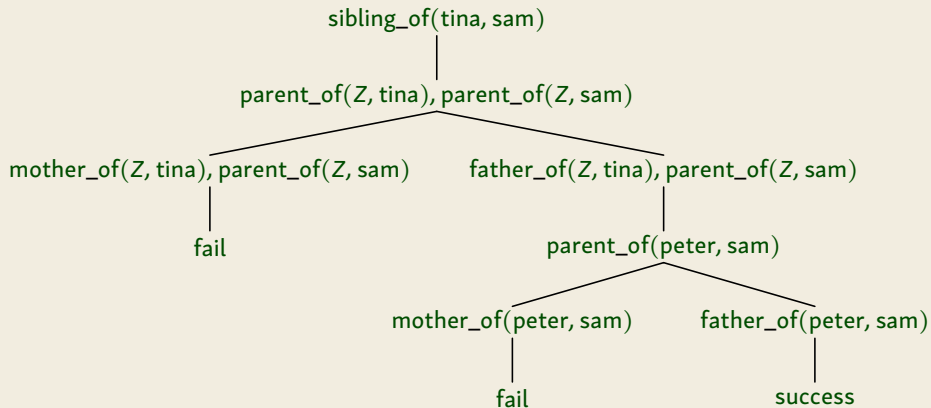 sibling_of(tina, sam)
parent_of(Z, tina), parent_of(Z, sam)
mother_of(Z, tina), parent_of(Z, sam)
father_of(Z, tina), parent_of(Z, sam)
fail
parent_of(peter, sam)
mother_of(peter, sam)
father_of(peter, sam)
fail
success